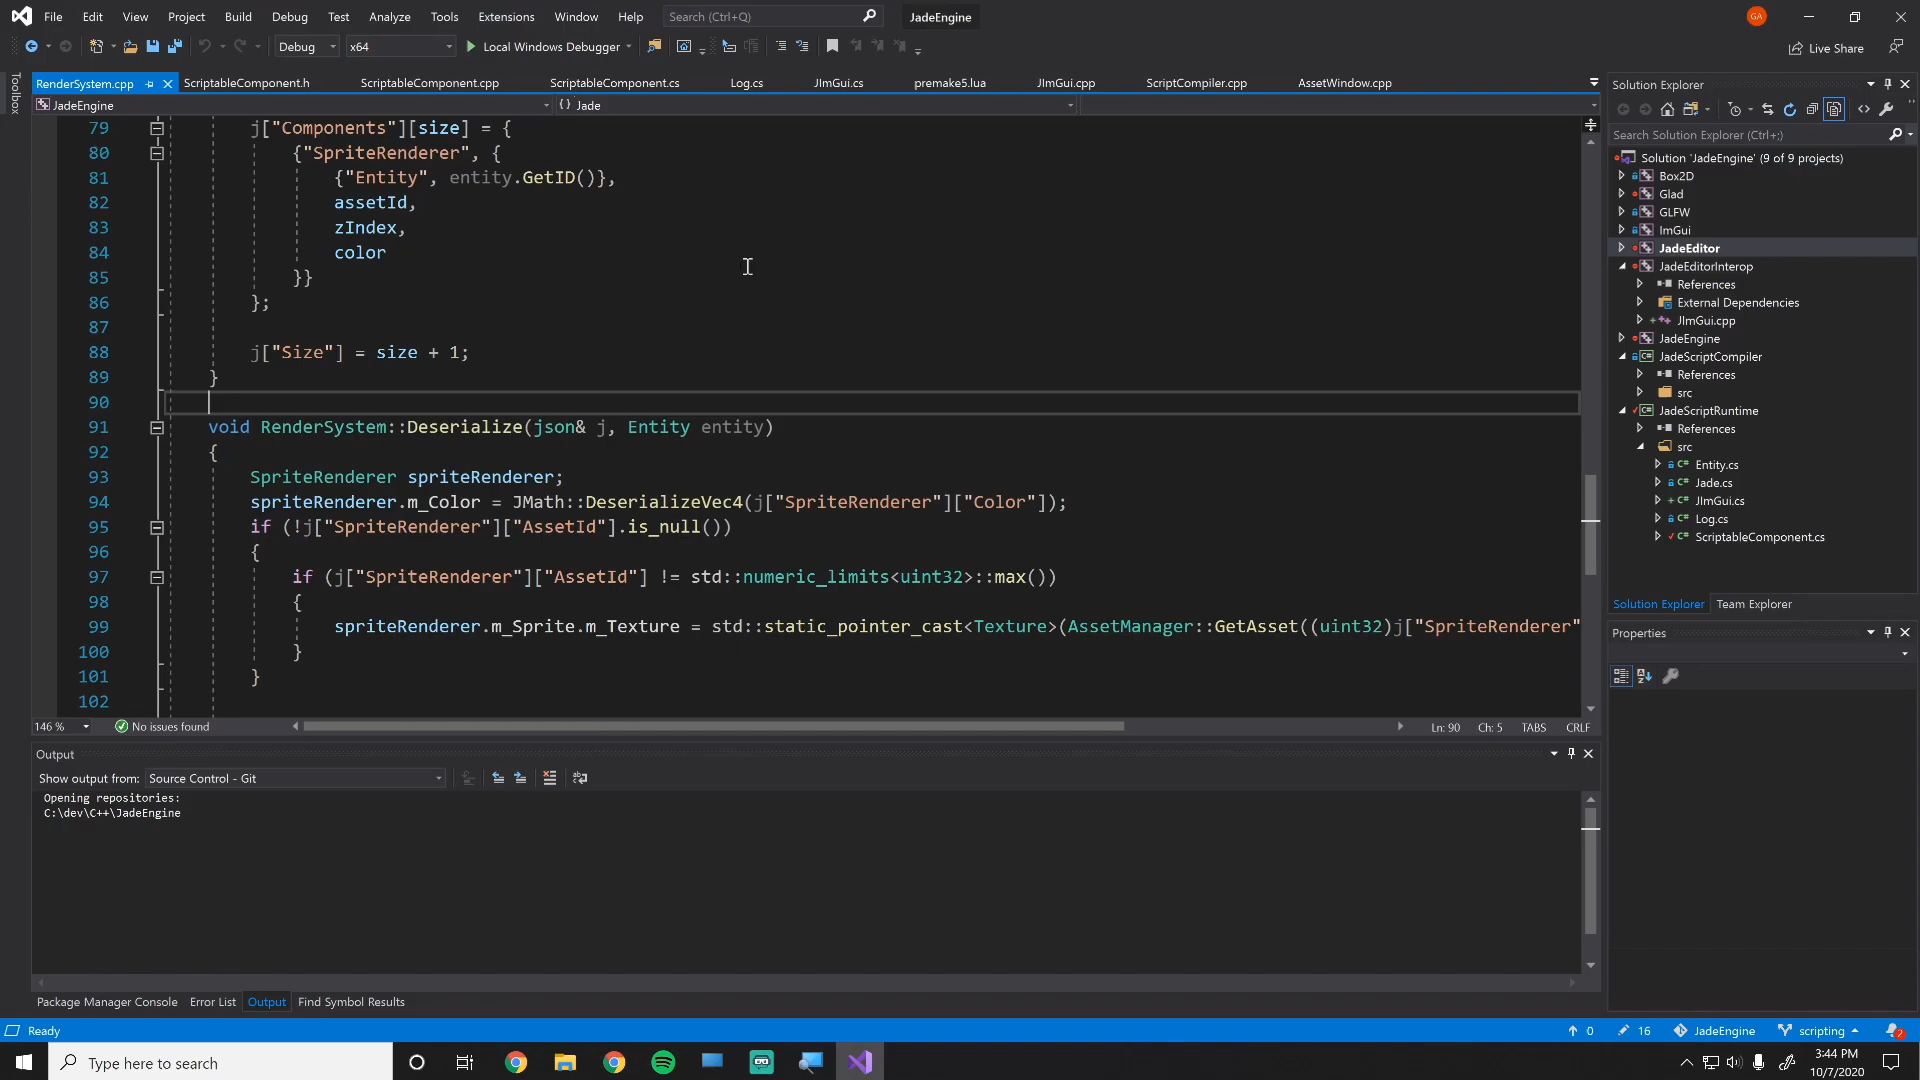 File Edit View Project Build Debug Test Analyze Tools Extensions Window Help Search (Ctrl+Q) JadeEngine GA
Debug x64 Local Windows Debugger Live Share
Toolbox
RenderSystem.cpp ScriptableComponent.h ScriptableComponent.cpp ScriptableComponent.cs Log.cs JImGui.cs premake5.lua JImGui.cpp ScriptCompiler.cpp AssetWindow.cpp
JadeEngine {} Jade
79 j["Components"][size] = {
80 {"SpriteRenderer", {
81 {"Entity", entity.GetID()},
82 assetId,
83 zIndex,
84 color
85 }}
86 };
87
88 j["Size"] = size + 1;
89 }
90
91 void RenderSystem::Deserialize(json& j, Entity entity)
92 {
93 SpriteRenderer spriteRenderer;
94 spriteRenderer.m_Color = JMath::DeserializeVec4(j["SpriteRenderer"]["Color"]);
95 if (!j["SpriteRenderer"]["AssetId"].is_null())
96 {
97 if (j["SpriteRenderer"]["AssetId"] != std::numeric_limits<uint32>::max())
98 {
99 spriteRenderer.m_Sprite.m_Texture = std::static_pointer_cast<Texture>(AssetManager::GetAsset((uint32)j["SpriteRenderer"
100 }
101 }
102
146 % No issues found Ln: 90 Ch: 5 TABS CRLF
Output
Show output from: Source Control - Git
Opening repositories:
C:\dev\C++\JadeEngine
Package Manager Console Error List Output Find Symbol Results
Solution Explorer
Search Solution Explorer (Ctrl+;)
Solution 'JadeEngine' (9 of 9 projects)
Box2D
Glad
GLFW
ImGui
JadeEditor
JadeEditorInterop
References
External Dependencies
JImGui.cpp
JadeEngine
JadeScriptCompiler
References
src
JadeScriptRuntime
References
src
Entity.cs
Jade.cs
JImGui.cs
Log.cs
ScriptableComponent.cs
Solution Explorer Team Explorer
Properties
Ready 0 16 JadeEngine scripting 2
Type here to search 3:44 PM
10/7/2020